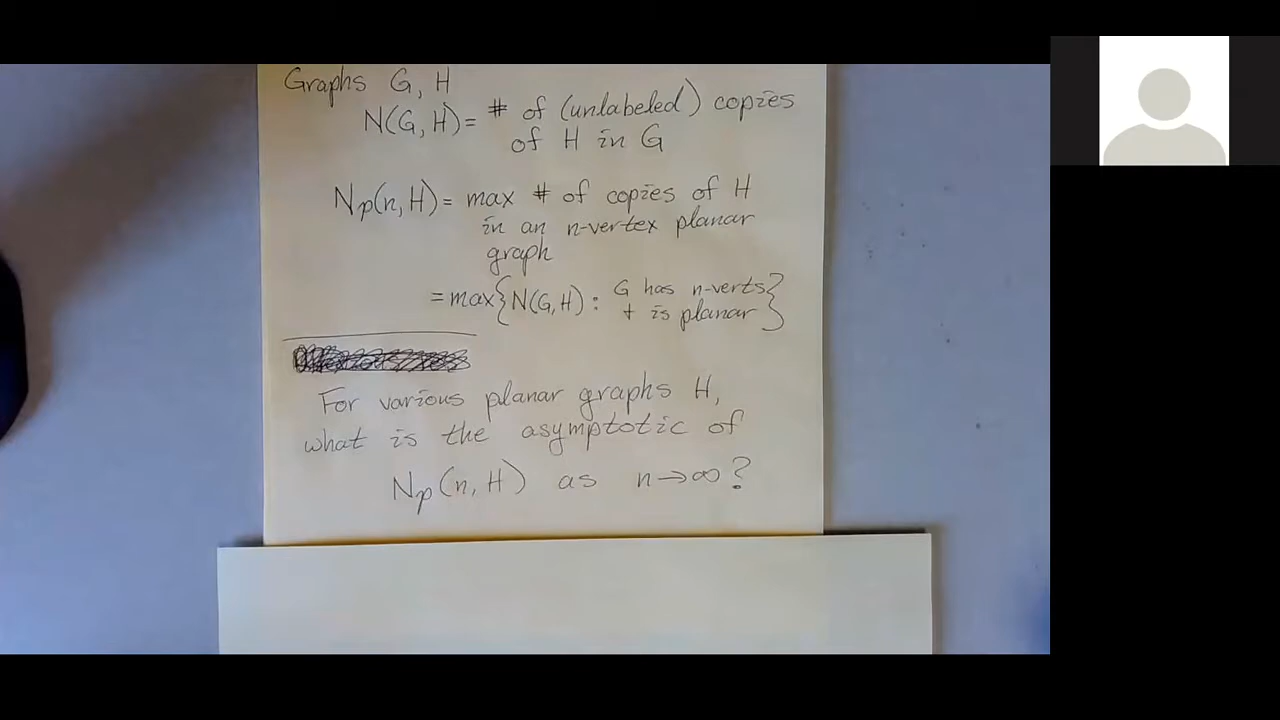 Graphs G, H
N(G, H) = # of (unlabeled) copies
of H in G
Np(n, H) = max # of copies of H
in an n-vertex planar
graph
= max{N(G, H) : G has n-verts
+ is planar}
For various planar graphs H,
what is the asymptotic of
Np(n, H) as n→∞?